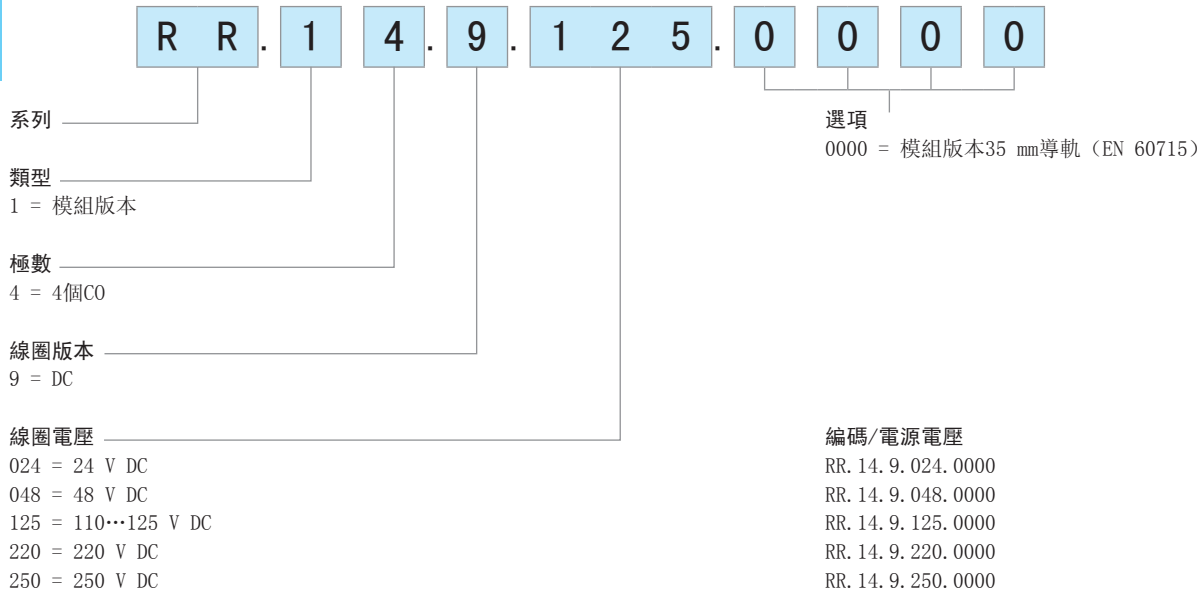 R R . 1 4 . 9 . 1 2 5 . 0 0 0 0
系列
類型
1 = 模組版本
極數
4 = 4個CO
線圈版本
9 = DC
線圈電壓
024 = 24 V DC
048 = 48 V DC
125 = 110…125 V DC
220 = 220 V DC
250 = 250 V DC
選項
0000 = 模組版本35 mm導軌（EN 60715）
編碼/電源電壓
RR.14.9.024.0000
RR.14.9.048.0000
RR.14.9.125.0000
RR.14.9.220.0000
RR.14.9.250.0000